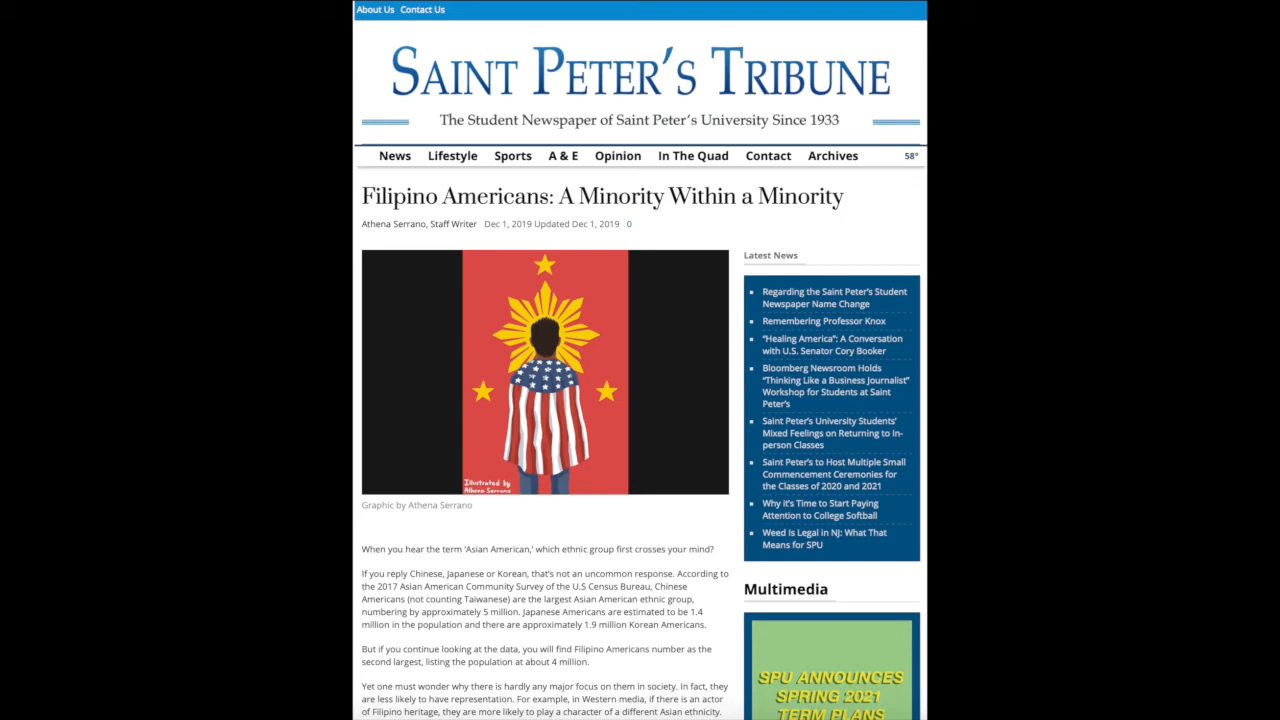 About Us Contact Us
SAINT PETER'S TRIBUNE
The Student Newspaper of Saint Peter's University Since 1933
News Lifestyle Sports A & E Opinion In The Quad Contact Archives 58°
Filipino Americans: A Minority Within a Minority
Athena Serrano, Staff Writer Dec 1, 2019 Updated Dec 1, 2019 0
Illustrated by
Athena Serrano
Graphic by Athena Serrano
When you hear the term 'Asian American,' which ethnic group first crosses your mind?
If you reply Chinese, Japanese or Korean, that's not an uncommon response. According to
the 2017 Asian American Community Survey of the U.S Census Bureau, Chinese
Americans (not counting Taiwanese) are the largest Asian American ethnic group,
numbering by approximately 5 million. Japanese Americans are estimated to be 1.4
million in the population and there are approximately 1.9 million Korean Americans.
But if you continue looking at the data, you will find Filipino Americans number as the
second largest, listing the population at about 4 million.
Yet one must wonder why there is hardly any major focus on them in society. In fact, they
are less likely to have representation. For example, in Western media, if there is an actor
of Filipino heritage, they are more likely to play a character of a different Asian ethnicity.
Latest News
Regarding the Saint Peter's Student
Newspaper Name Change
Remembering Professor Knox
"Healing America": A Conversation
with U.S. Senator Cory Booker
Bloomberg Newsroom Holds
"Thinking Like a Business Journalist"
Workshop for Students at Saint
Peter's
Saint Peter's University Students'
Mixed Feelings on Returning to In-
person Classes
Saint Peter's to Host Multiple Small
Commencement Ceremonies for
the Classes of 2020 and 2021
Why it's Time to Start Paying
Attention to College Softball
Weed Is Legal in NJ: What That
Means for SPU
Multimedia
SPU ANNOUNCES
SPRING 2021
TERM PLANS